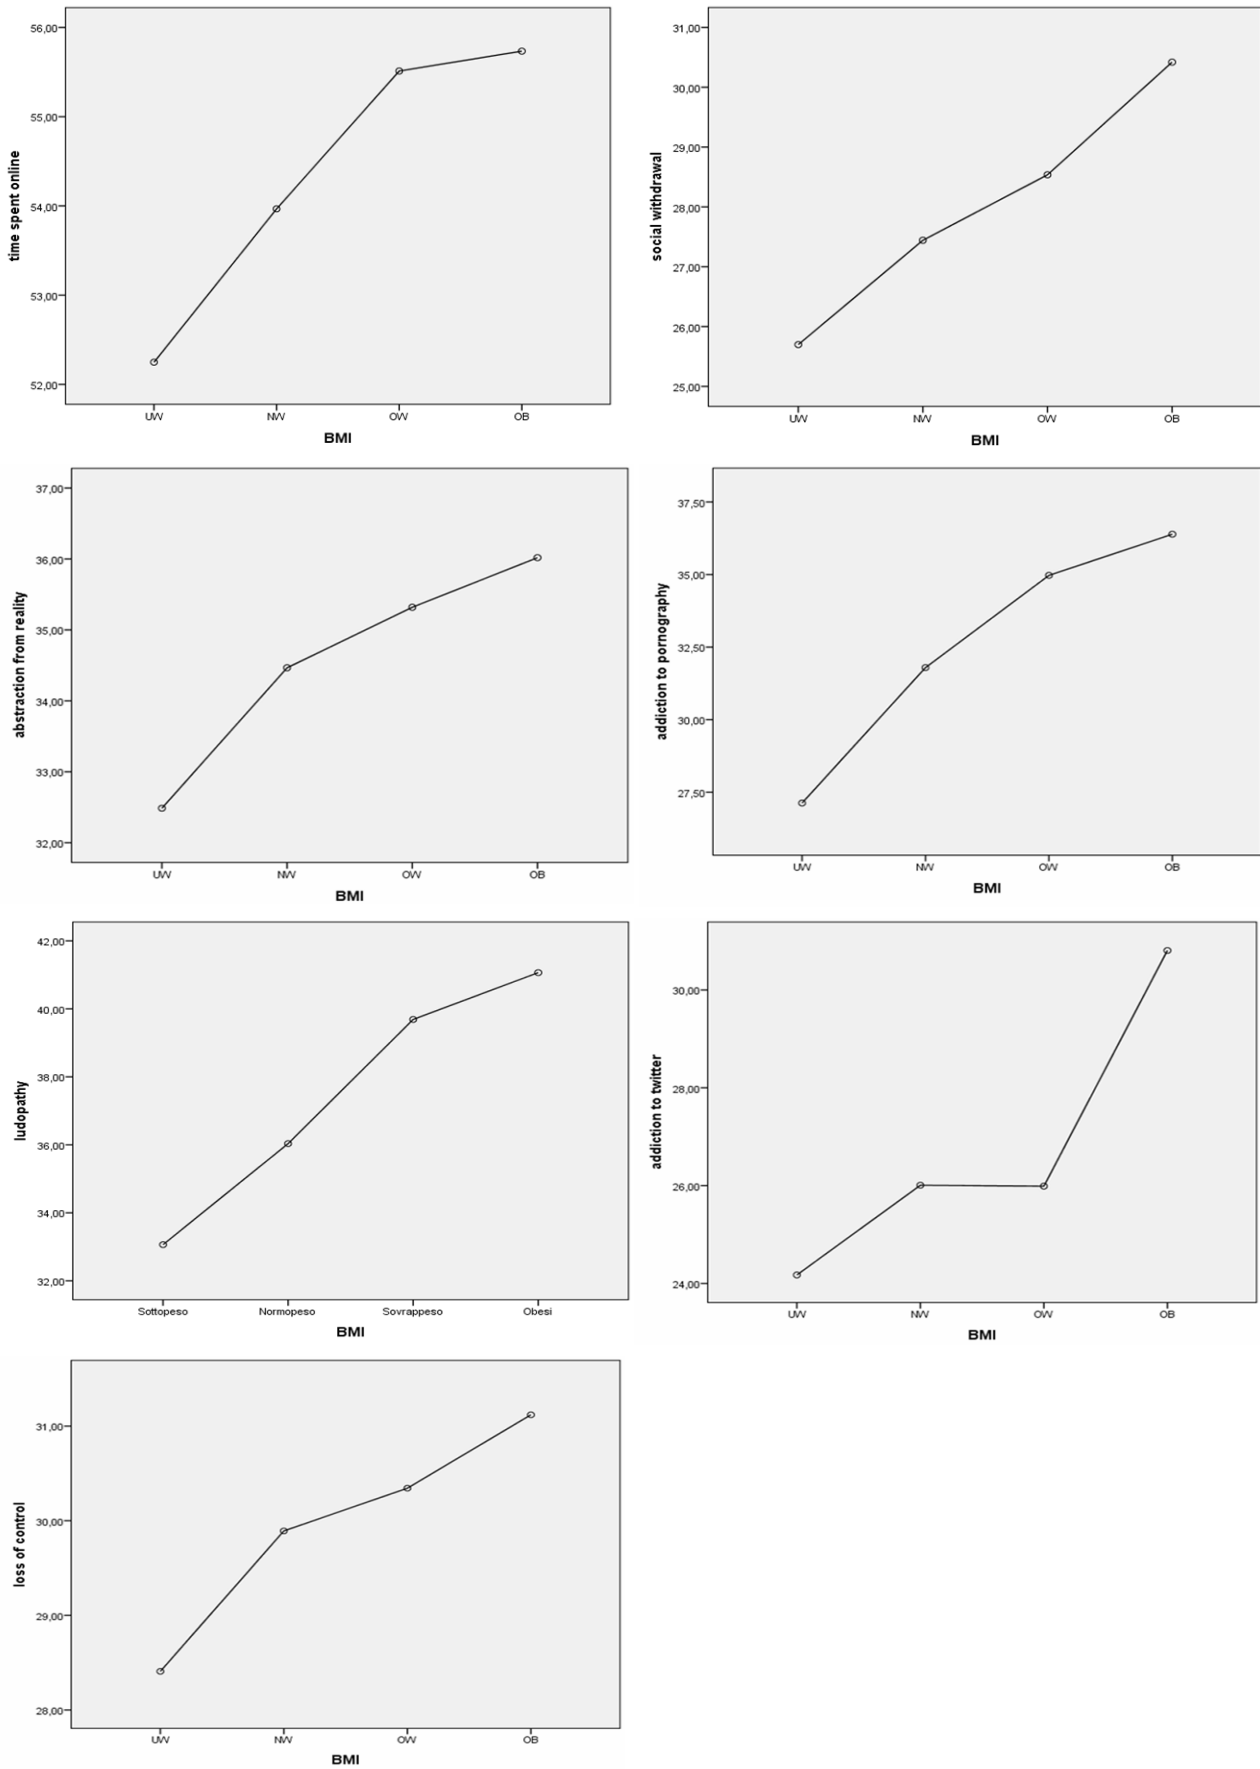 time spent online
56,00
55,00
54,00
53,00
52,00
UW NW OW OB
BMI
social withdrawal
31,00
30,00
29,00
28,00
27,00
26,00
25,00
UW NW OW OB
BMI
abstraction from reality
37,00
36,00
35,00
34,00
33,00
32,00
UW NW OW OB
BMI
addiction to pornography
37,50
35,00
32,50
30,00
27,50
UW NW OW OB
BMI
ludopathy
42,00
40,00
38,00
36,00
34,00
32,00
Sottopeso Normopeso Sovrappeso Obesi
BMI
addiction to twitter
30,00
28,00
26,00
24,00
UW NW OW OB
BMI
loss of control
31,00
30,00
29,00
28,00
UW NW OW OB
BMI